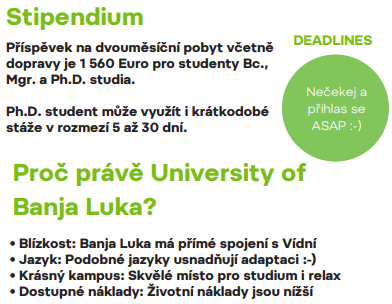 Stipendium
Příspěvek na dvouměsíční pobyt včetně
dopravy je 1 560 Euro pro studenty Bc.,
Mgr. a Ph.D. studia.
Ph.D. student může využít i krátkodobé
stáže v rozmezí 5 až 30 dní.
DEADLINES
Nečekej a
přihlas se
ASAP :-)
Proč právě University of
Banja Luka?
• Blízkost: Banja Luka má přímé spojení s Vídní
• Jazyk: Podobné jazyky usnadňují adaptaci :-)
• Krásný kampus: Skvělé místo pro studium i relax
• Dostupné náklady: Životní náklady jsou nižší